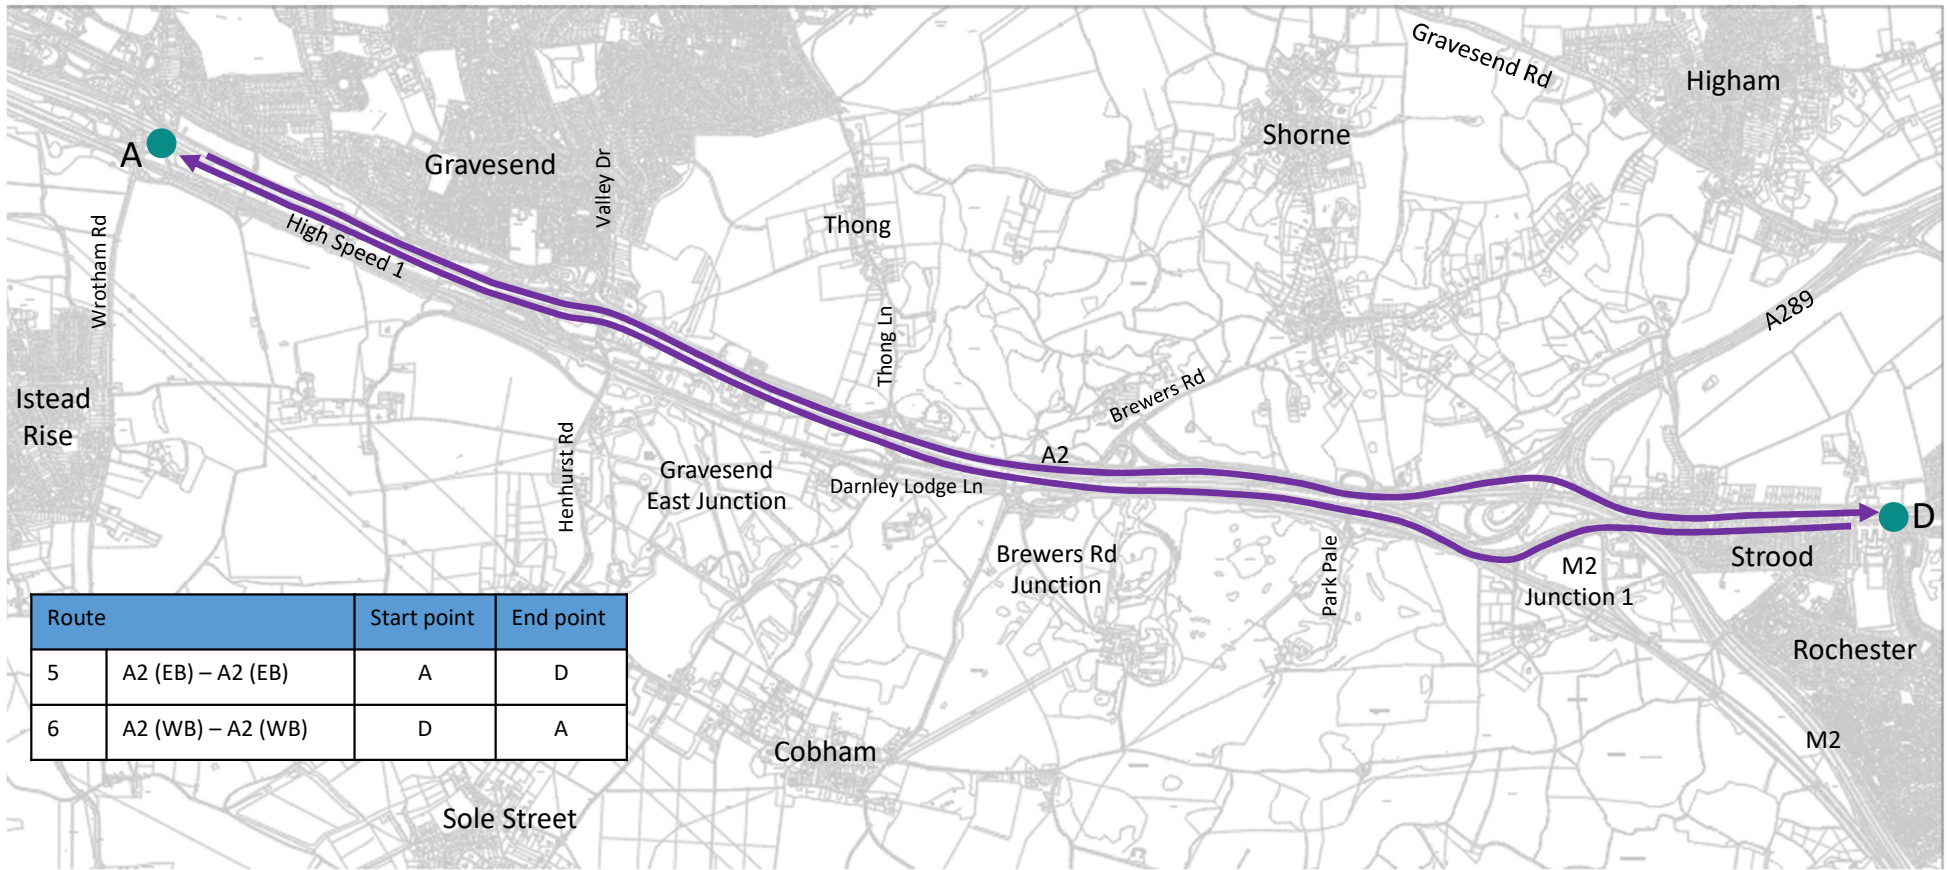 Gravesend Rd
Higham
Shorne
A
Gravesend
Valley Dr
Thong
High Speed 1
Wrotham Rd
A289
Thong Ln
Brewers Rd
Istead
Rise
A2
Henhurst Rd
Gravesend
East Junction
Darnley Lodge Ln
D
Brewers Rd
Junction
Park Pale
M2
Junction 1
Strood
Rochester
Route Start point End point
5 A2 (EB) – A2 (EB) A D
6 A2 (WB) – A2 (WB) D A
M2
Cobham
Sole Street